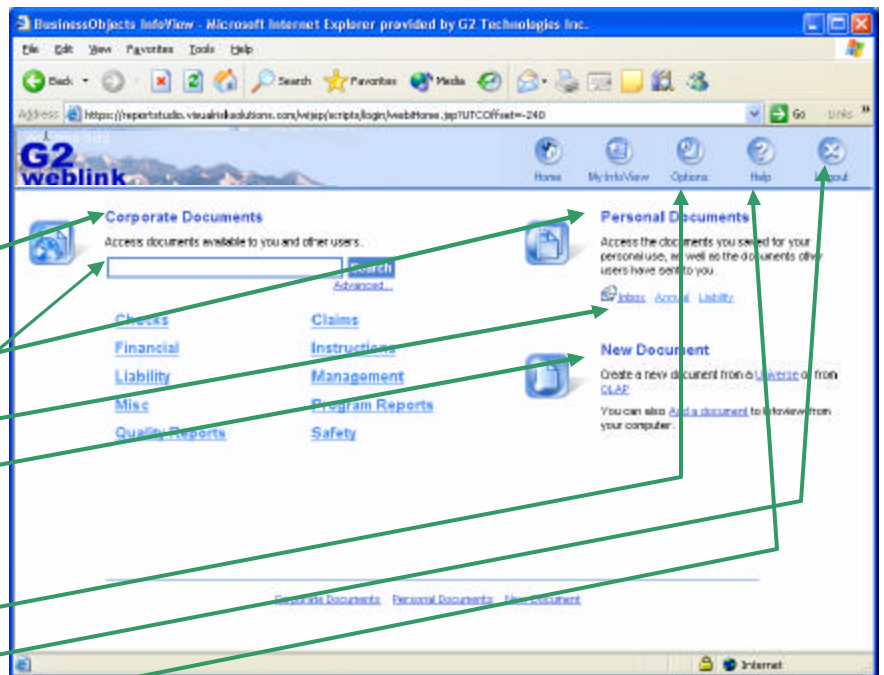 BusinessObjects InfoView - Microsoft Internet Explorer provided by G2 Technologies Inc.
File Edit View Favorites Tools Help
Back Search Favorites Media
Address https://reportstudio.visualrisksolutions.com/wijsp/scripts/login/webiHome.jsp?UTCOffset=-240 Go Links »
G2
weblink
Home My InfoView Options Help Logout
Corporate Documents
Access documents available to you and other users.
Search
Advanced...
Checks Claims
Financial Instructions
Liability Management
Misc Program Reports
Quality Reports Safety
Personal Documents
Access the documents you saved for your
personal use, as well as the documents other
users have sent to you.
Inbox Annual Liability
New Document
Create a new document from a Universe or from
OLAP
You can also Add a document to Infoview from
your computer.
Corporate Documents Personal Documents New Document
Internet